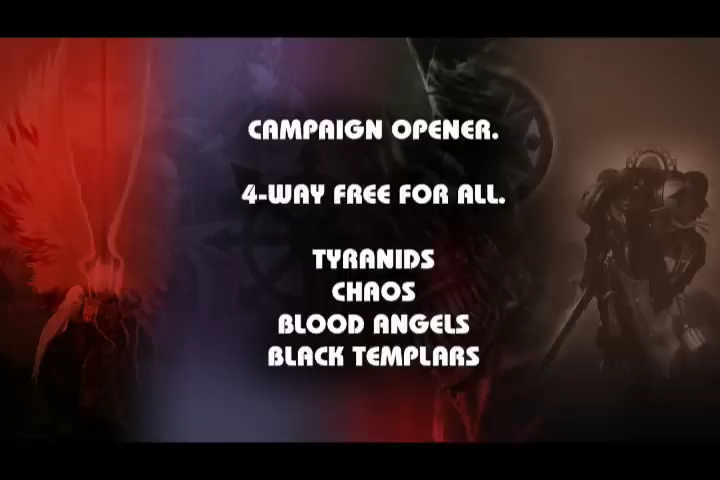 CAMPAIGN OPENER.
4-WAY FREE FOR ALL.
TYRANIDS
CHAOS
BLOOD ANGELS
BLACK TEMPLARS